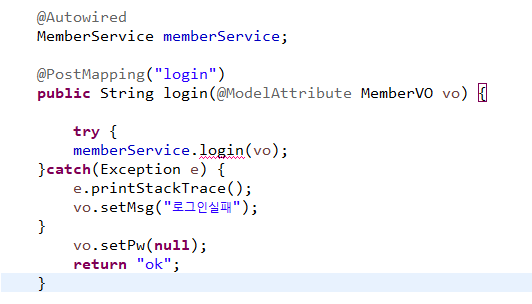 @Autowired
MemberService memberService;
@PostMapping("login")
public String login(@ModelAttribute MemberVO vo) {
try {
memberService.login(vo);
}catch(Exception e) {
e.printStackTrace();
vo.setMsg("로그인실패");
}
vo.setPw(null);
return "ok";
}